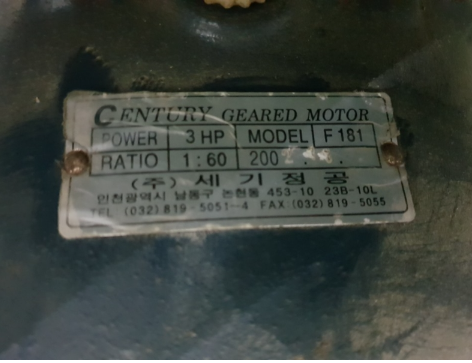 CENTURY GEARED MOTOR
POWER 3 HP MODEL F181
RATIO 1:60 200 . .
(주) 세기정공
인천광역시 남동구 논현동 453-10 23B-10L
TEL (032) 819-5051-4 FAX (032) 819-5055